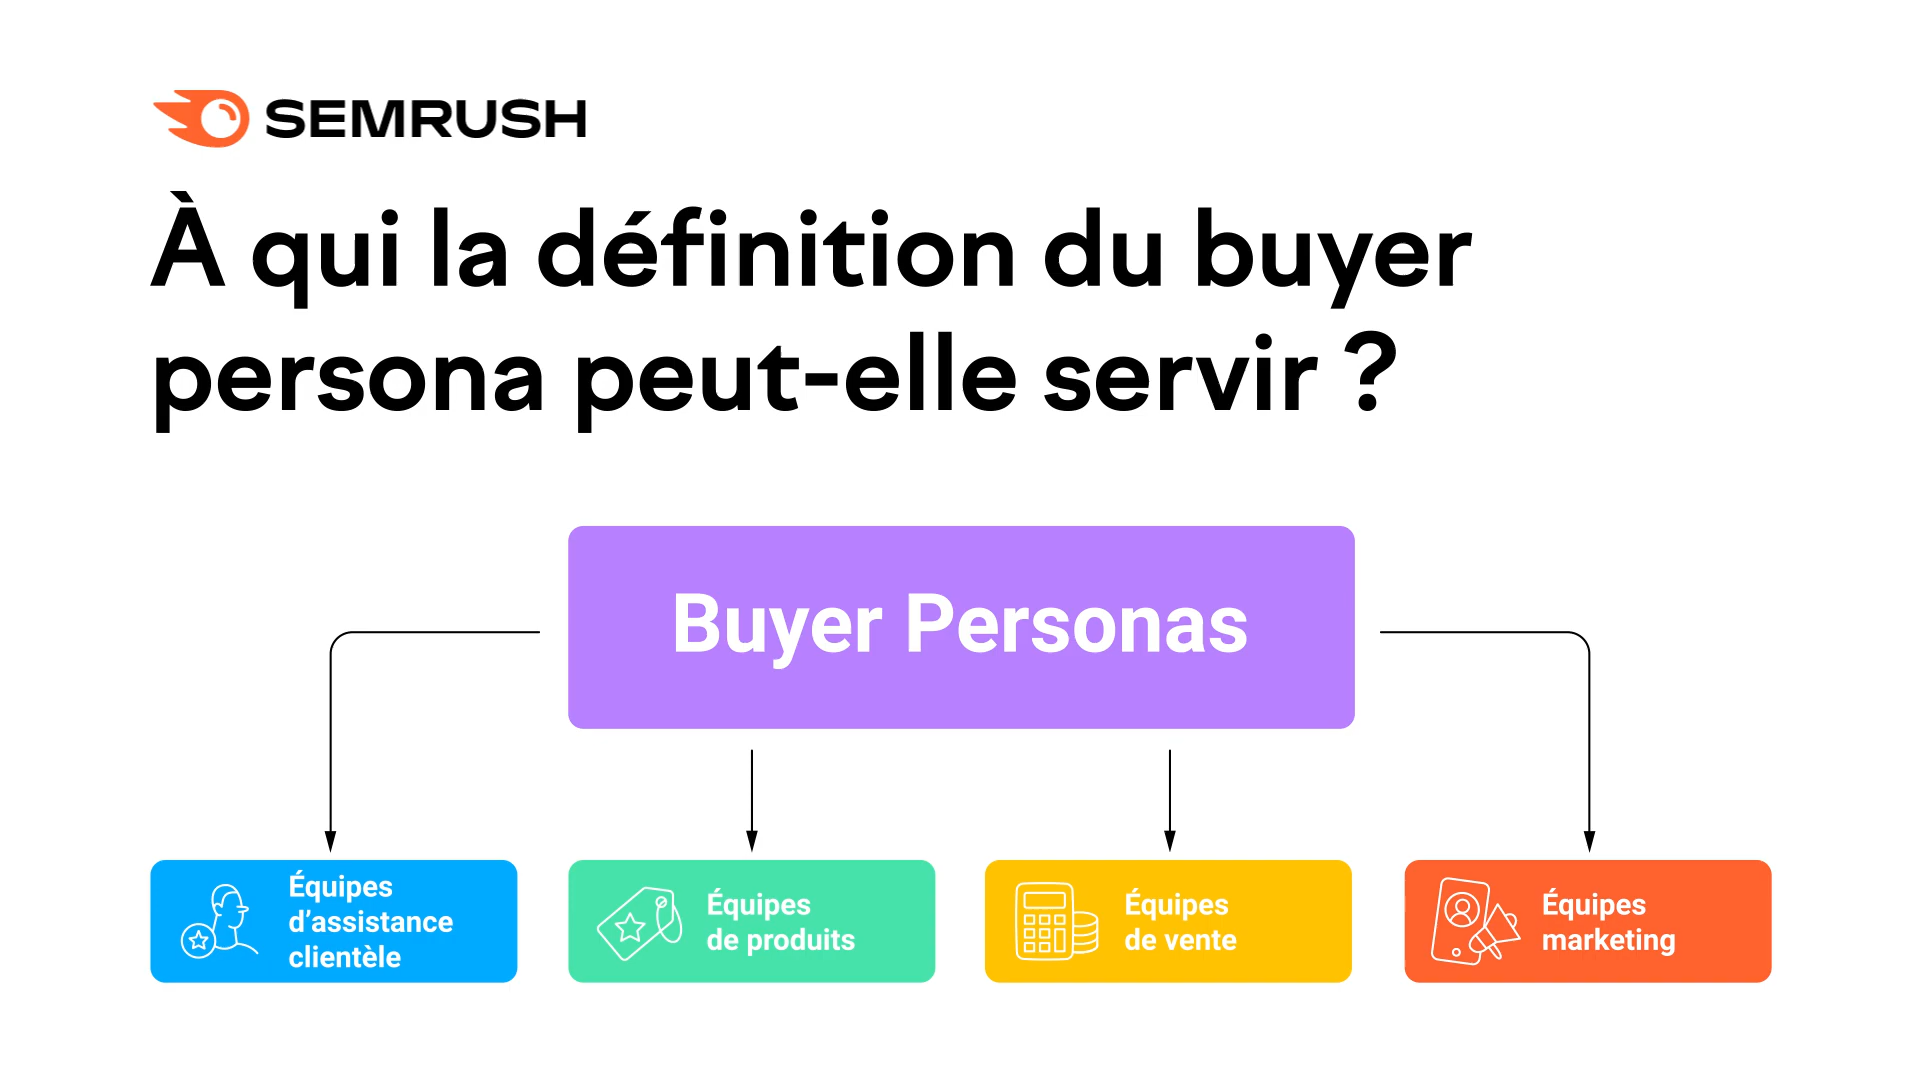 SEMRUSH
À qui la définition du buyer
persona peut-elle servir ?
Buyer Personas
Équipes
d’assistance
clientèle
Équipes
de produits
Équipes
de vente
Équipes
marketing